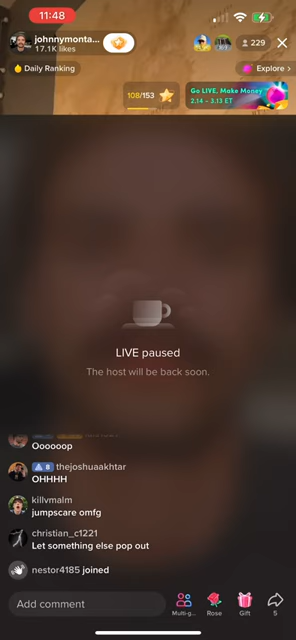 11:48
johnnymonta...
17.1K likes
229
Daily Ranking
Explore >
108/153
Go LIVE, Make Money
2.14 - 3.13 ET
LIVE paused
The host will be back soon.
Oooooop
8 thejoshuaakhtar
OHHHH
killvmalm
jumpscare omfg
christian_c1221
Let something else pop out
nestor4185 joined
Add comment
Multi-g...
Rose
Gift
5